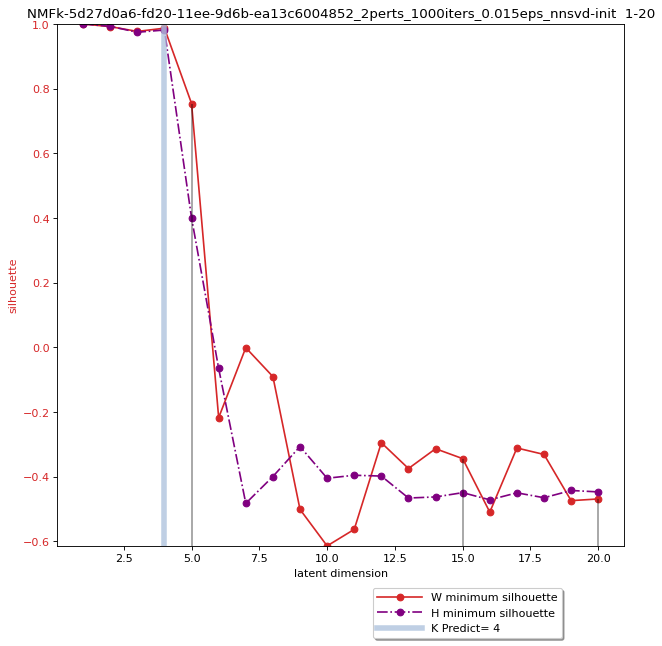 NMFk-5d27d0a6-fd20-11ee-9d6b-ea13c6004852_2perts_1000iters_0.015eps_nnsvd-init 1-20
1.0
0.8
0.6
0.4
0.2
0.0
−0.2
−0.4
−0.6
silhouette
2.5 5.0 7.5 10.0 12.5 15.0 17.5 20.0
latent dimension
W minimum silhouette
H minimum silhouette
K Predict= 4